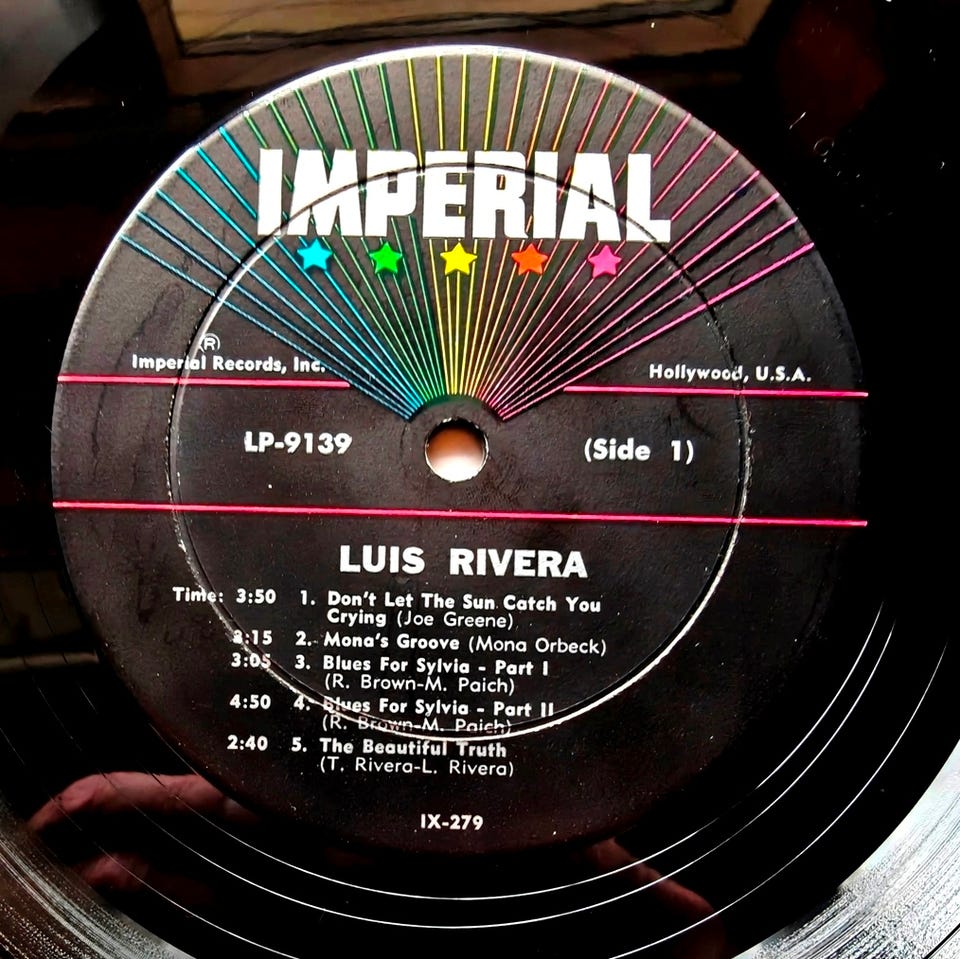 IMPERIAL
®
Imperial Records, Inc.
Hollywood, U.S.A.
LP-9139
(Side 1)
LUIS RIVERA
Time: 3:50 1. Don't Let The Sun Catch You
Crying (Joe Greene)
:15 2. Mona's Groove (Mona Orbeck)
3:05 3. Blues For Sylvia - Part I
(R. Brown-M. Paich)
4:50 4. Blues For Sylvia - Part II
(R. Brown-M. Paich)
2:40 5. The Beautiful Truth
(T. Rivera-L. Rivera)
IX-279